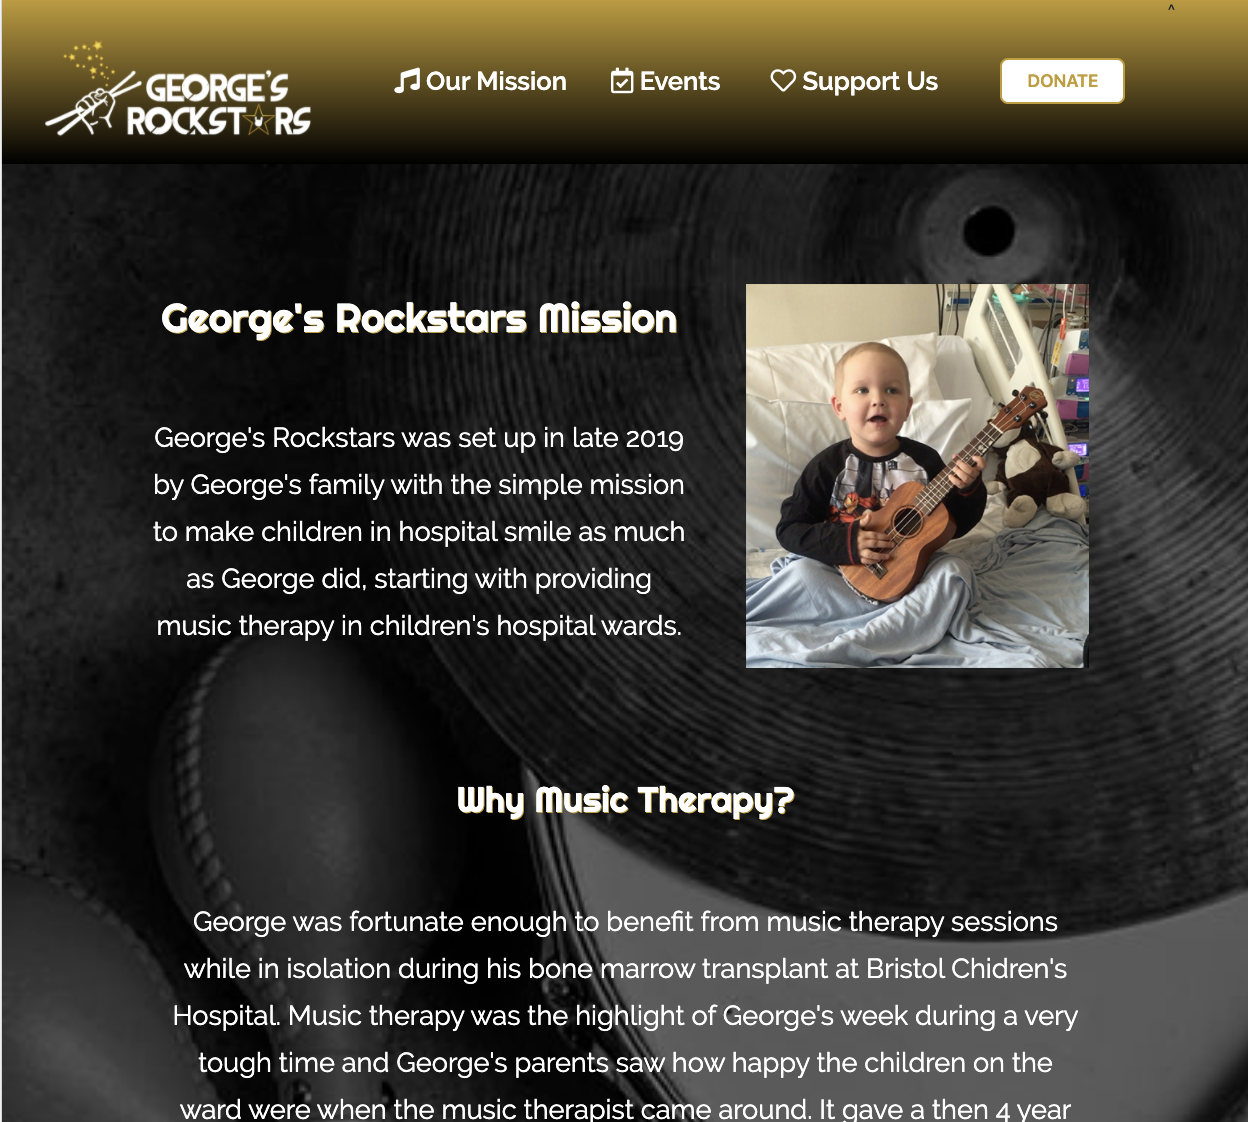 ^
GEORGE'S
ROCKSTARS
Our Mission Events Support Us DONATE
George's Rockstars Mission
George's Rockstars was set up in late 2019
by George's family with the simple mission
to make children in hospital smile as much
as George did, starting with providing
music therapy in children's hospital wards.
Why Music Therapy?
George was fortunate enough to benefit from music therapy sessions
while in isolation during his bone marrow transplant at Bristol Chidren's
Hospital. Music therapy was the highlight of George's week during a very
tough time and George's parents saw how happy the children on the
ward were when the music therapist came around. It gave a then 4 year